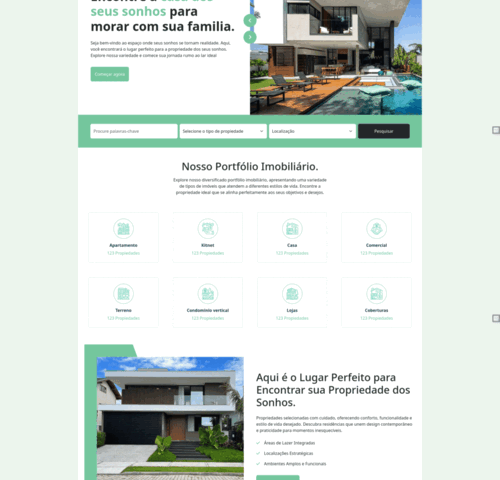 Encontre a casa dos
seus sonhos para
morar com sua família.
Seja bem-vindo ao espaço onde seus sonhos se tornam realidade. Aqui,
você encontrará o lugar perfeito para a propriedade dos seus sonhos.
Explore nossa variedade e comece sua jornada rumo ao lar ideal
Começar agora
Procure palavras-chave
Selecione o tipo de propriedade
Localização
Pesquisar
Nosso Portfólio Imobiliário.
Explore nosso diversificado portfólio imobiliário, apresentando uma variedade
de tipos de imóveis que atendem a diferentes estilos de vida. Encontre a
propriedade ideal que se alinha perfeitamente aos seus objetivos e desejos.
Apartamento
123 Propriedades
Kitnet
123 Propriedades
Casa
123 Propriedades
Comercial
123 Propriedades
Terreno
123 Propriedades
Condomínio vertical
123 Propriedades
Lojas
123 Propriedades
Coberturas
123 Propriedades
Aqui é o Lugar Perfeito para
Encontrar sua Propriedade dos
Sonhos.
Propriedades selecionadas com cuidado, oferecendo conforto, funcionalidade e
estilo de vida desejado. Descubra residências que unem design contemporâneo
e praticidade para momentos inesquecíveis.
Áreas de Lazer Integradas
Localizações Estratégicas
Ambientes Amplos e Funcionais